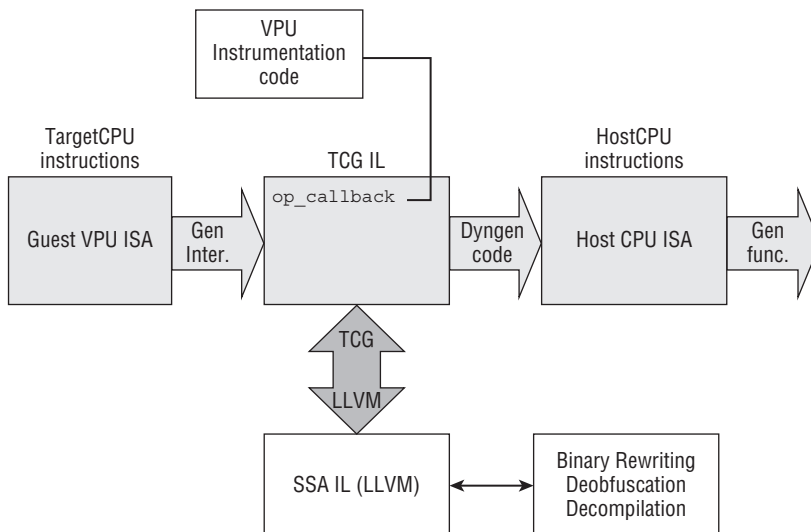 VPU
Instrumentation
code
TargetCPU
instructions
TCG IL
HostCPU
instructions
op_callback
Guest VPU ISA
Gen
Inter.
Dyngen
code
Host CPU ISA
Gen
func.
TCG
LLVM
SSA IL (LLVM)
Binary Rewriting
Deobfuscation
Decompilation